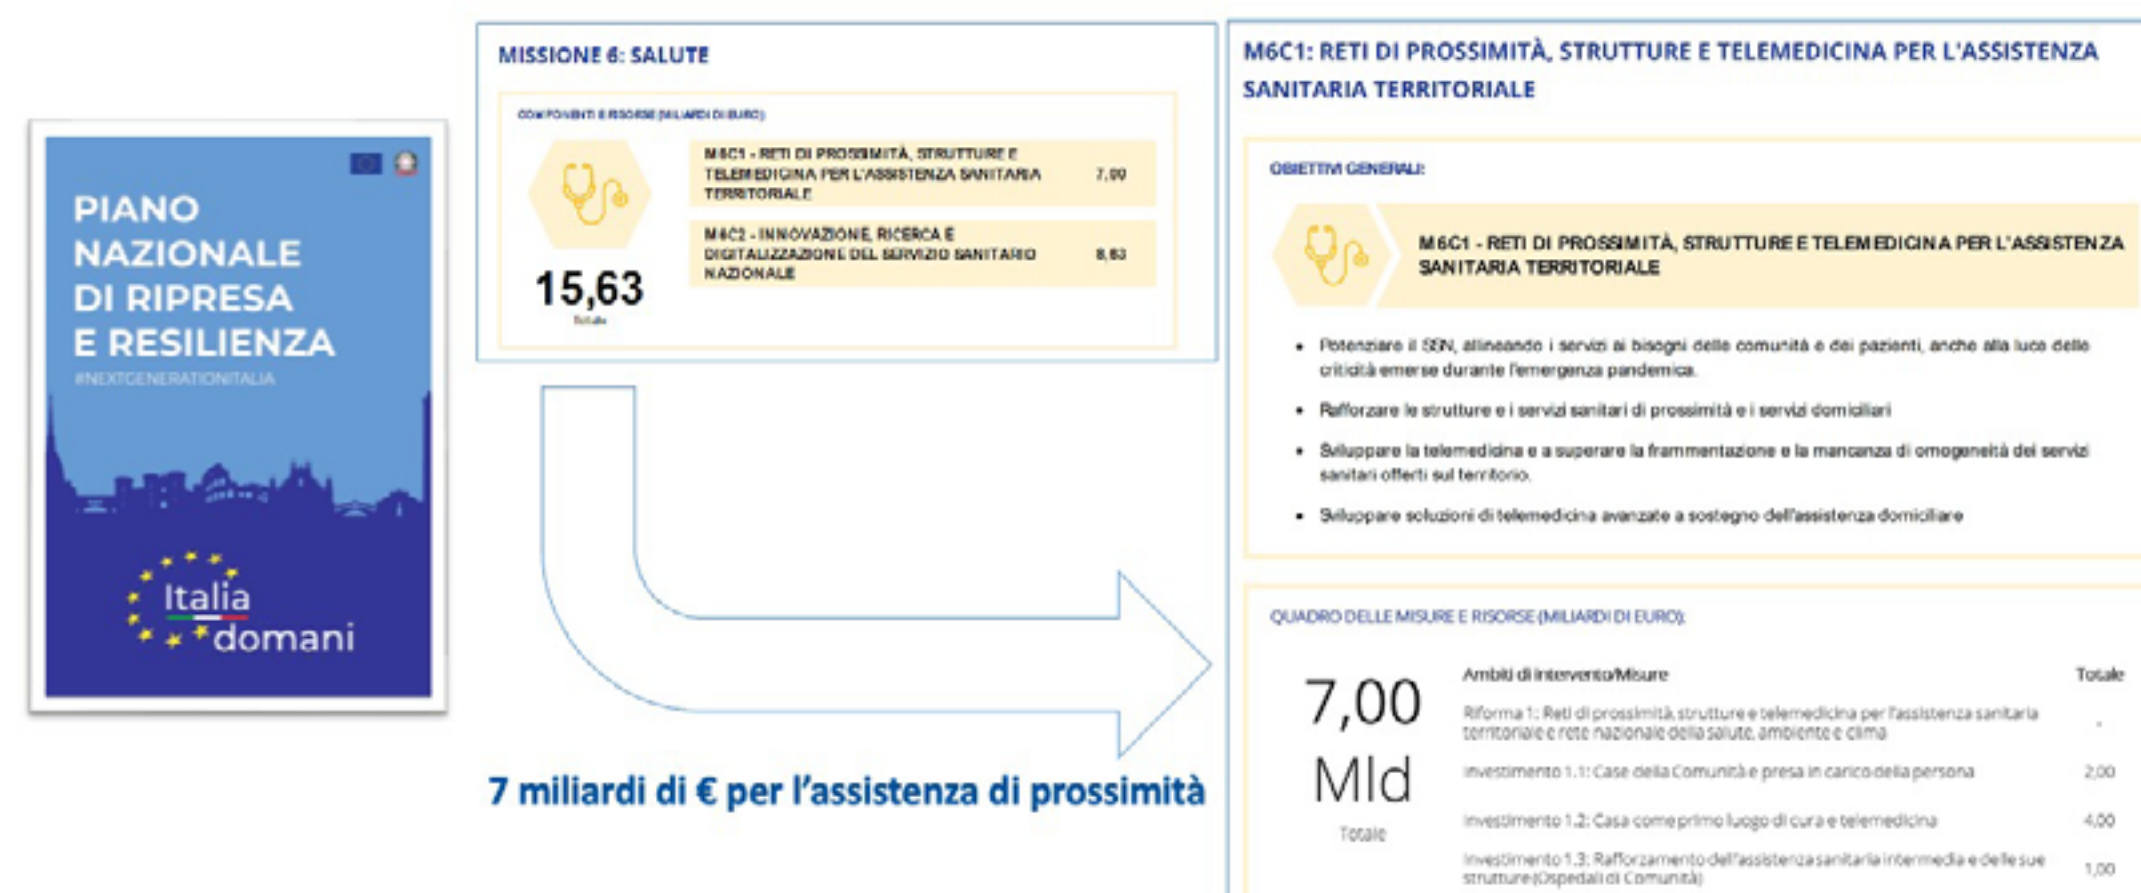 PIANO
NAZIONALE
DI RIPRESA
E RESILIENZA
#NEXTGENERATIONITALIA
Italia
domani
MISSIONE 6: SALUTE
COMPONENTI E RISORSE (MILIARDI DI EURO):
15,63
Totale
M6C1 - RETI DI PROSSIMITÀ, STRUTTURE E
TELEMEDICINA PER L'ASSISTENZA SANITARIA
TERRITORIALE
7,00
M6C2 - INNOVAZIONE, RICERCA E
DIGITALIZZAZIONE DEL SERVIZIO SANITARIO
NAZIONALE
8,63
7 miliardi di € per l'assistenza di prossimità
M6C1: RETI DI PROSSIMITÀ, STRUTTURE E TELEMEDICINA PER L'ASSISTENZA
SANITARIA TERRITORIALE
OBIETTIVI GENERALI:
M6C1 - RETI DI PROSSIMITÀ, STRUTTURE E TELEMEDICINA PER L'ASSISTENZA
SANITARIA TERRITORIALE
• Potenziare il SSN, allineando i servizi ai bisogni delle comunità e dei pazienti, anche alla luce delle
criticità emerse durante l'emergenza pandemica.
• Rafforzare le strutture e i servizi sanitari di prossimità e i servizi domiciliari
• Sviluppare la telemedicina e a superare la frammentazione e la mancanza di omogeneità dei servizi
sanitari offerti sul territorio.
• Sviluppare soluzioni di telemedicina avanzate a sostegno dell'assistenza domiciliare
QUADRO DELLE MISURE E RISORSE (MILIARDI DI EURO):
7,00
Mld
Totale
Ambiti di intervento/Misure Totale
Riforma 1: Reti di prossimità, strutture e telemedicina per l'assistenza sanitaria
territoriale e rete nazionale della salute, ambiente e clima -
Investimento 1.1: Case della Comunità e presa in carico della persona 2,00
Investimento 1.2: Casa come primo luogo di cura e telemedicina 4,00
Investimento 1.3: Rafforzamento dell'assistenza sanitaria intermedia e delle sue
strutture (Ospedali di Comunità) 1,00